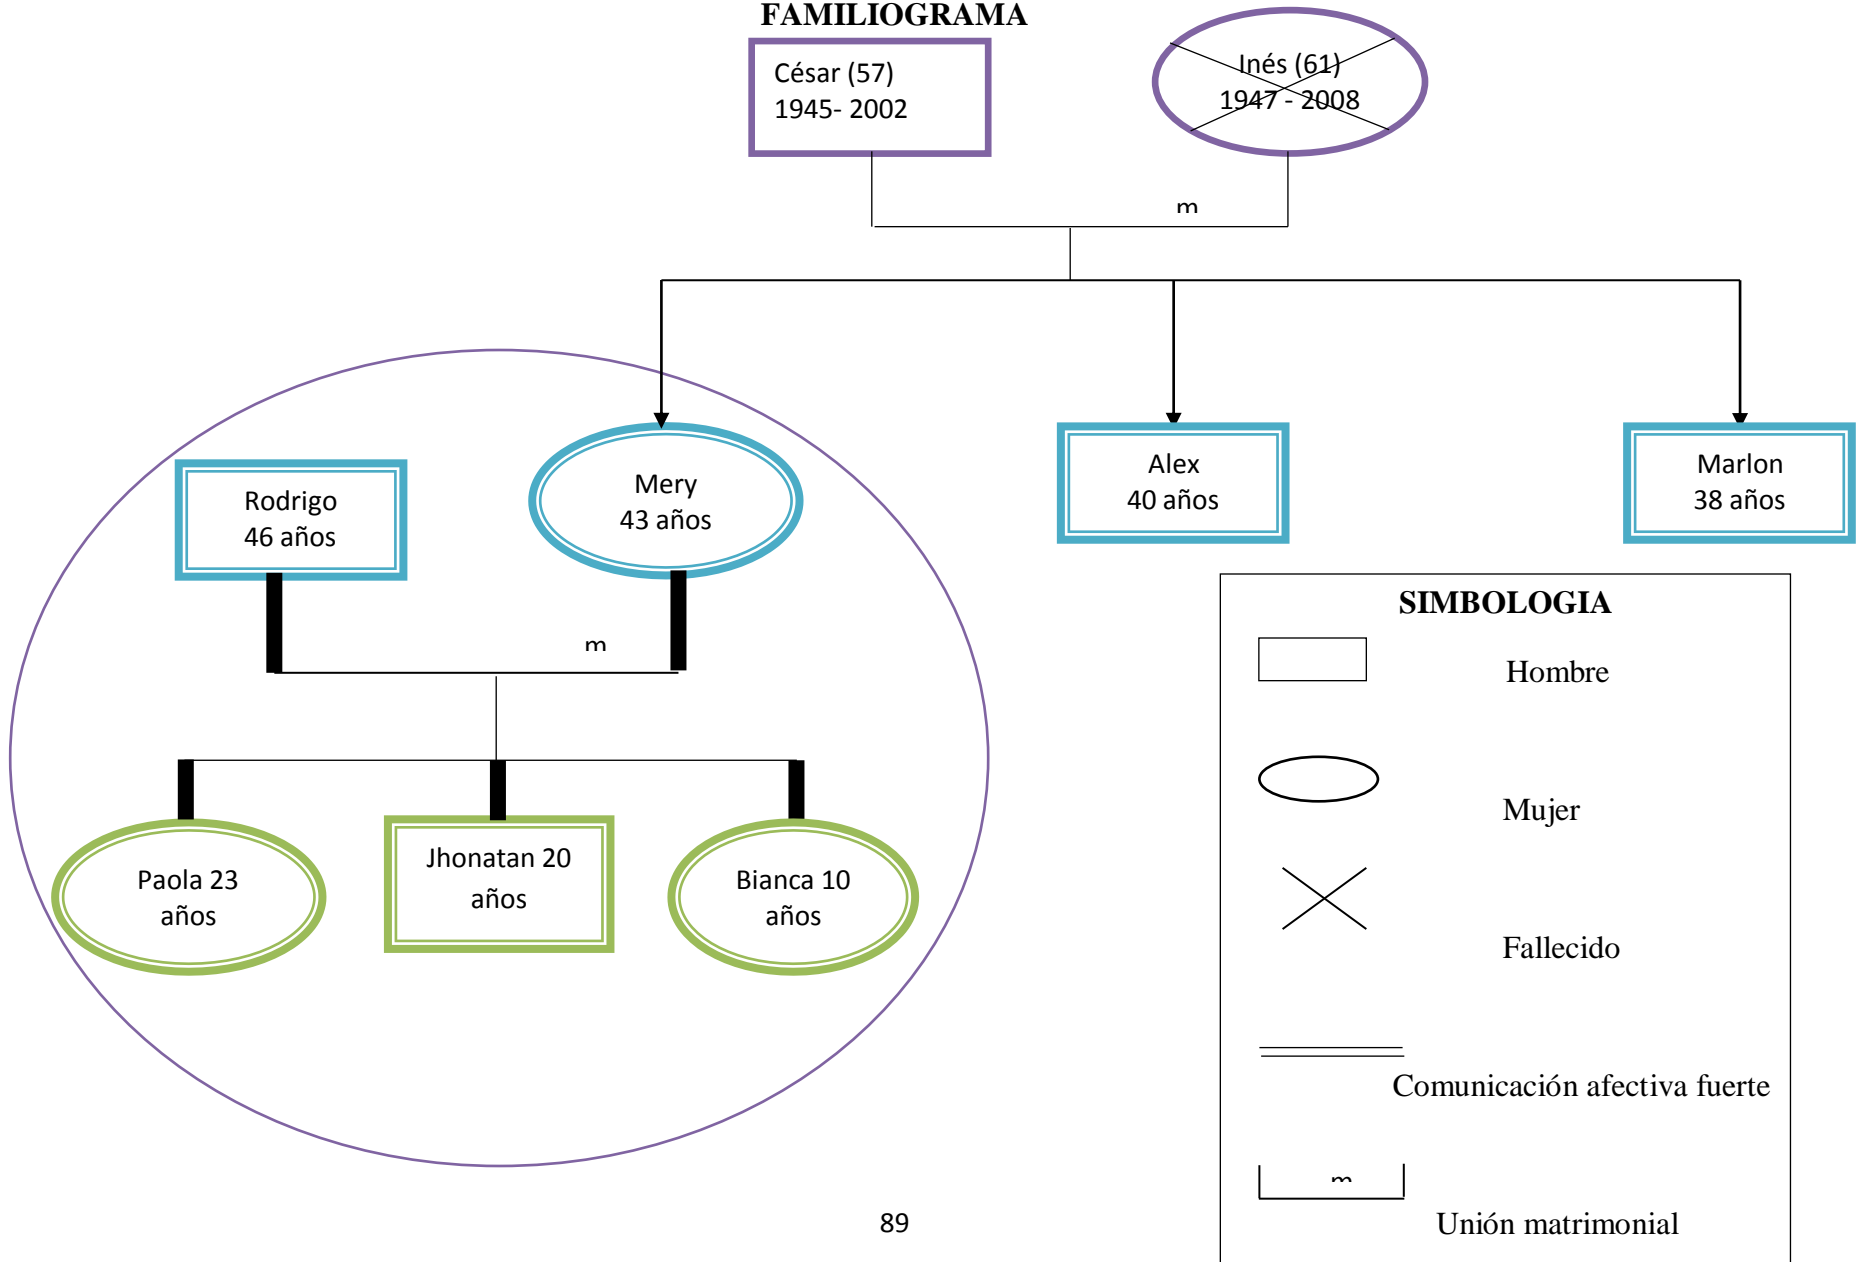 FAMILIOGRAMA
César (57)
1945- 2002
Inés (61)
1947 - 2008
m
Rodrigo
46 años
Mery
43 años
Alex
40 años
Marlon
38 años
m
Paola 23
años
Jhonatan 20
años
Bianca 10
años
SIMBOLOGIA
Hombre
Mujer
Fallecido
Comunicación afectiva fuerte
m
Unión matrimonial
89